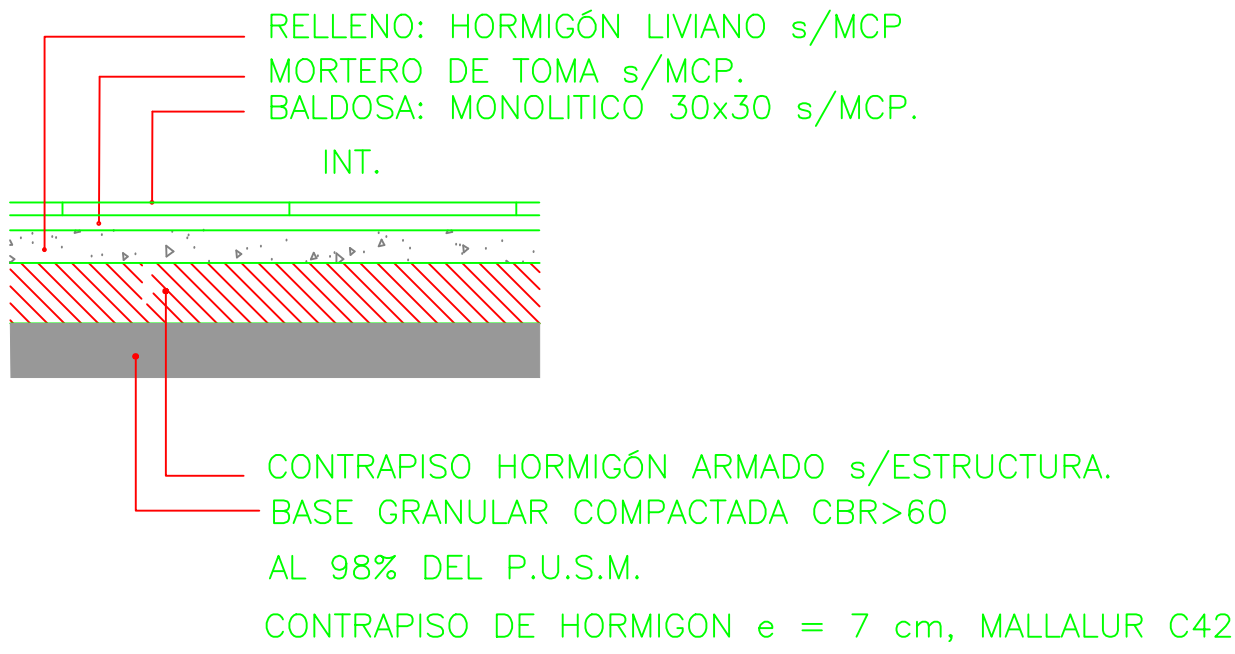 RELLENO: HORMIGÓN LIVIANO s/MCP
MORTERO DE TOMA s/MCP.
BALDOSA: MONOLITICO 30x30 s/MCP.
INT.
CONTRAPISO HORMIGÓN ARMADO s/ESTRUCTURA.
BASE GRANULAR COMPACTADA CBR>60
AL 98% DEL P.U.S.M.
CONTRAPISO DE HORMIGON e = 7 cm, MALLALUR C42